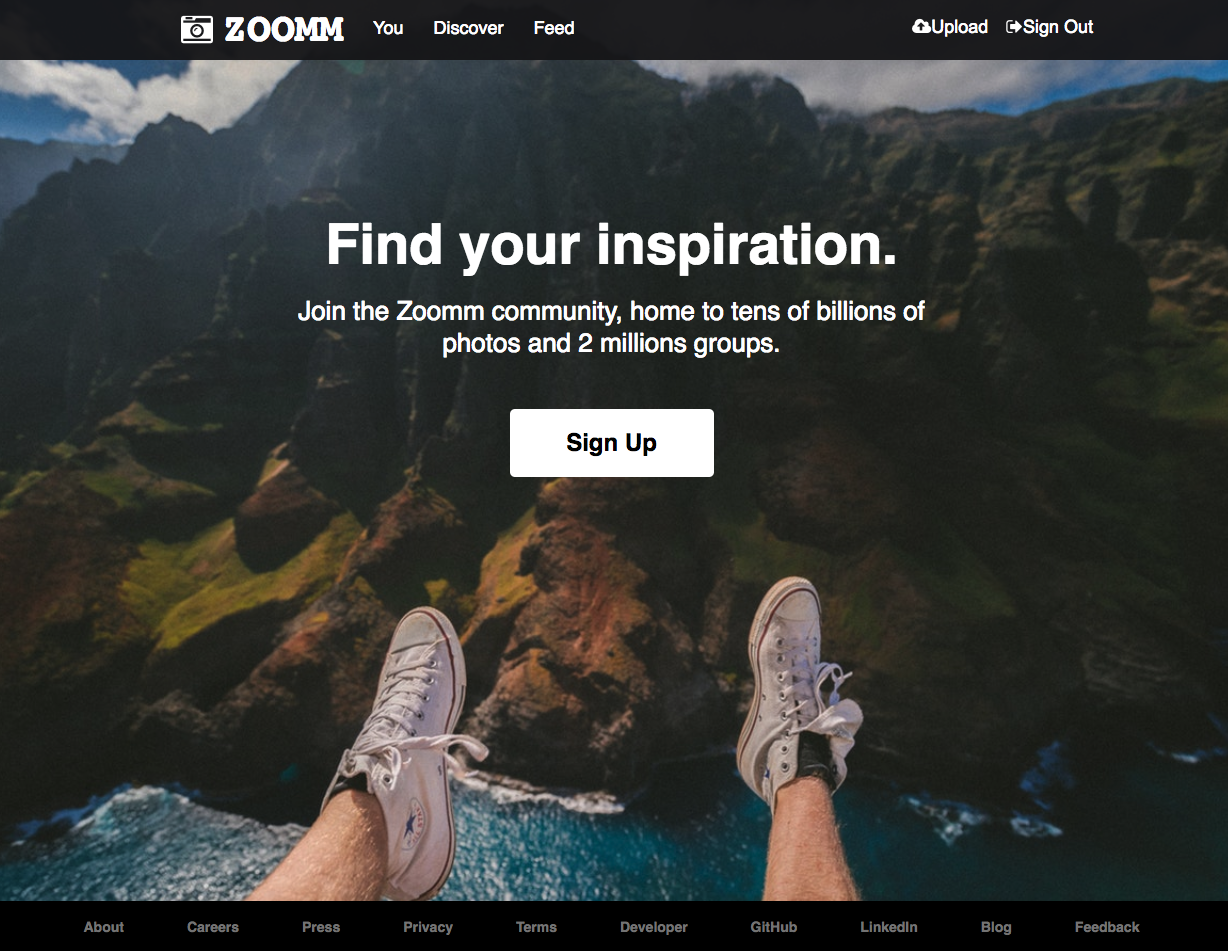 ZOOMM You Discover Feed Upload Sign Out
Find your inspiration.
Join the Zoomm community, home to tens of billions of
photos and 2 millions groups.
Sign Up
About Careers Press Privacy Terms Developer GitHub LinkedIn Blog Feedback